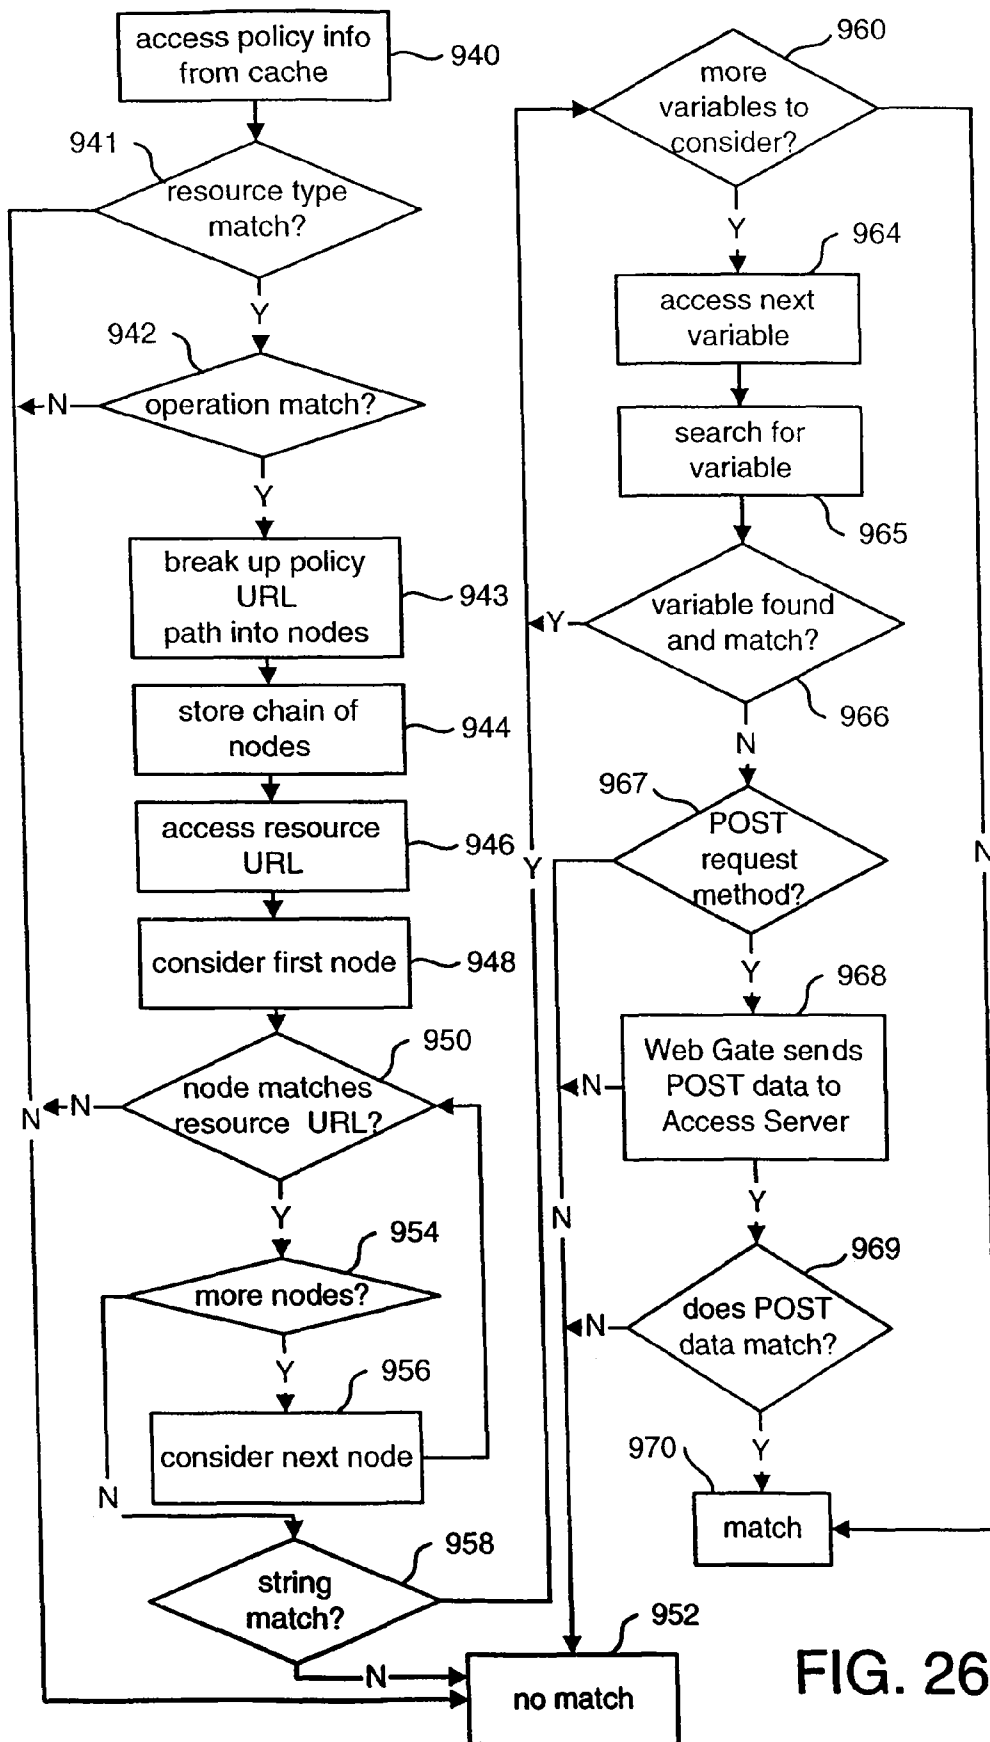 access policy info
from cache
940
941
resource type
match?
Y
942
operation match?
N
Y
break up policy
URL
path into nodes
943
store chain of
nodes
944
access resource
URL
946
consider first node
948
950
node matches
resource URL?
N
N
Y
954
more nodes?
Y
956
consider next node
N
958
string
match?
N
Y
960
more
variables to
consider?
Y
N
964
access next
variable
search for
variable
965
variable found
and match?
Y
966
N
967
POST
request
method?
Y
968
Web Gate sends
POST data to
Access Server
N
N
Y
969
does POST
data match?
N
Y
970
match
952
no match
FIG. 26